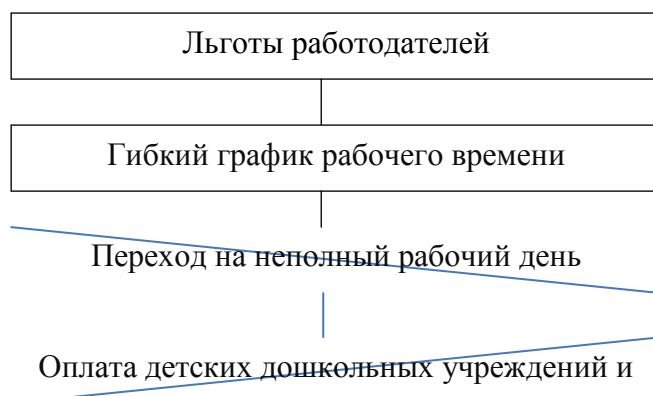 Льготы работодателей
Гибкий график рабочего времени
Переход на неполный рабочий день
Оплата детских дошкольных учреждений и